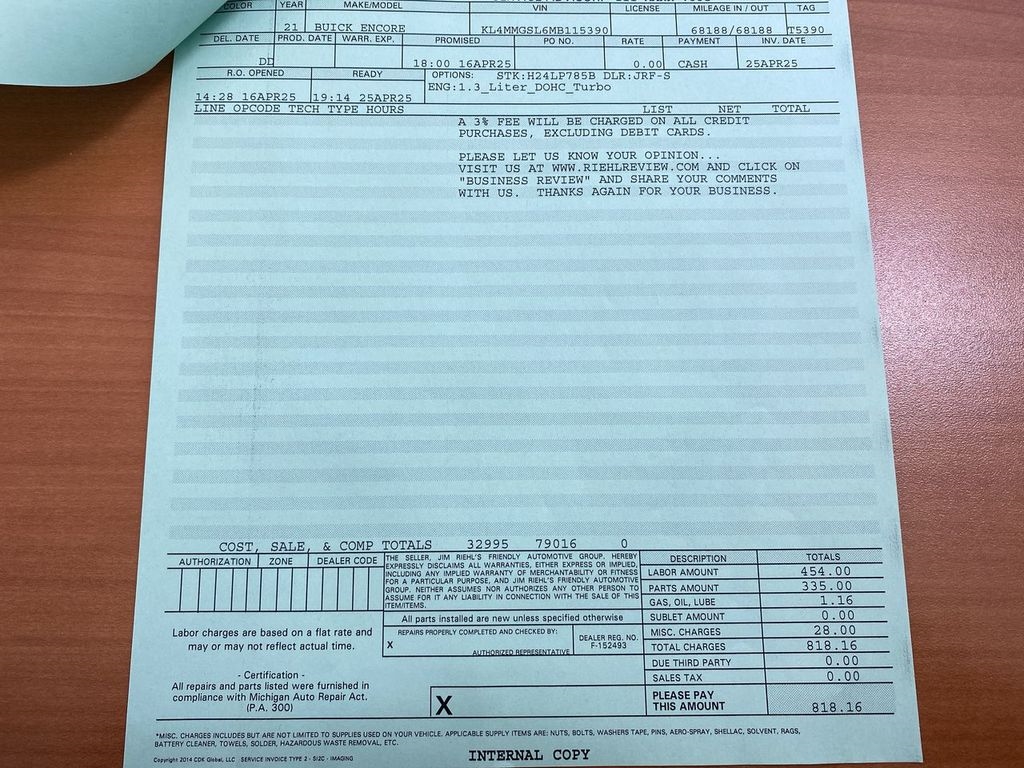 COLOR YEAR MAKE/MODEL VIN LICENSE MILEAGE IN / OUT TAG
21 BUICK ENCORE KL4MMGSL6MB115390 68188/68188 T5390
DEL. DATE PROD. DATE WARR. EXP. PROMISED PO NO. RATE PAYMENT INV. DATE
DD 18:00 16APR25 0.00 CASH 25APR25
R.O. OPENED READY OPTIONS: STK:H24LP785B DLR:JRF-S
ENG:1.3_Liter_DOHC_Turbo
14:28 16APR25 19:14 25APR25
LINE OPCODE TECH TYPE HOURS LIST NET TOTAL
A 3% FEE WILL BE CHARGED ON ALL CREDIT
PURCHASES, EXCLUDING DEBIT CARDS.
PLEASE LET US KNOW YOUR OPINION...
VISIT US AT WWW.RIEHLREVIEW.COM AND CLICK ON
"BUSINESS REVIEW" AND SHARE YOUR COMMENTS
WITH US. THANKS AGAIN FOR YOUR BUSINESS.
COST, SALE, & COMP TOTALS 32995 79016 0
AUTHORIZATION ZONE DEALER CODE
THE SELLER, JIM RIEHL'S FRIENDLY AUTOMOTIVE GROUP, HEREBY
EXPRESSLY DISCLAIMS ALL WARRANTIES, EITHER EXPRESS OR IMPLIED,
INCLUDING ANY IMPLIED WARRANTY OF MERCHANTABILITY OR FITNESS
FOR A PARTICULAR PURPOSE, AND JIM RIEHL'S FRIENDLY AUTOMOTIVE
GROUP. NEITHER ASSUMES NOR AUTHORIZES ANY OTHER PERSON TO
ASSUME FOR IT ANY LIABILITY IN CONNECTION WITH THE SALE OF THIS
ITEM/ITEMS.
All parts installed are new unless specified otherwise
REPAIRS PROPERLY COMPLETED AND CHECKED BY:
X
AUTHORIZED REPRESENTATIVE
DEALER REG. NO.
F-152493
DESCRIPTION TOTALS
LABOR AMOUNT 454.00
PARTS AMOUNT 335.00
GAS, OIL, LUBE 1.16
SUBLET AMOUNT 0.00
MISC. CHARGES 28.00
TOTAL CHARGES 818.16
DUE THIRD PARTY 0.00
SALES TAX 0.00
PLEASE PAY
THIS AMOUNT 818.16
Labor charges are based on a flat rate and
may or may not reflect actual time.
- Certification -
All repairs and parts listed were furnished in
compliance with Michigan Auto Repair Act.
(P.A. 300)
X
*MISC. CHARGES INCLUDES BUT ARE NOT LIMITED TO SUPPLIES USED ON YOUR VEHICLE. APPLICABLE SUPPLY ITEMS ARE: NUTS, BOLTS, WASHERS TAPE, PINS, AERO-SPRAY, SHELLAC, SOLVENT, RAGS,
BATTERY CLEANER, TOWELS, SOLDER, HAZARDOUS WASTE REMOVAL, ETC.
Copyright 2014 CDK Global, LLC SERVICE INVOICE TYPE 2 - SI2C - IMAGING
INTERNAL COPY